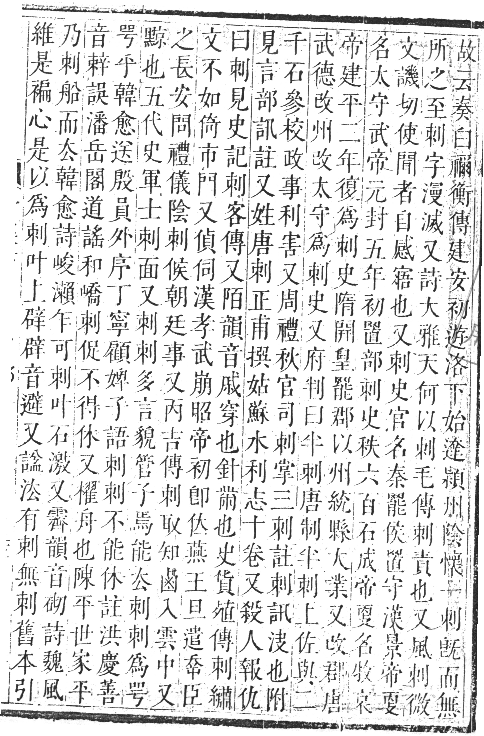 故云奏白禰衡傳建安初遊洛下始達潁州陰懷一刺旣而無
所之至刺字漫滅又詩大雅天何以刺毛傳刺責也又風刺微
文譏切使聞者自感寤也又刺史官名秦罷侯置守漢景帝更
名太守武帝元封五年初置部刺史秩六百石成帝更名牧哀
帝建平二年復爲刺史隋開皇罷郡以州統縣大業又改郡唐
武德改州改太守爲刺史又府判曰半刺唐制半刺上佐與二
千石參校政事利害又周禮秋官司刺掌三刺註刺訊決也附
見言部訊註又姓唐刺正甫撰姑蘇水利志十卷又殺人報仇
曰刺見史記刺客傳又陌韻音戚穿也針黹也史貨殖傳刺繡
文不如倚市門又偵伺漢孝武崩昭帝初卽位燕王旦遣幸臣
之長安問禮儀陰刺候朝廷事又丙吉傳刺取知鹵入雲中又
黥也五代史軍士刺面又刺刺多言貌管子焉能去刺刺爲咢
咢乎韓愈送殷員外序丁寧顧婢子語刺刺不能休註洪慶善
音辢誤潘岳閣道謠和嶠刺促不得休又櫂舟也陳平世家平
乃刺船而去韓愈詩峻瀨乍可刺叶石激又霽韻音砌詩魏風
維是褊心是以爲刺叶上辟辟音避又諡法有刺無刺舊本引